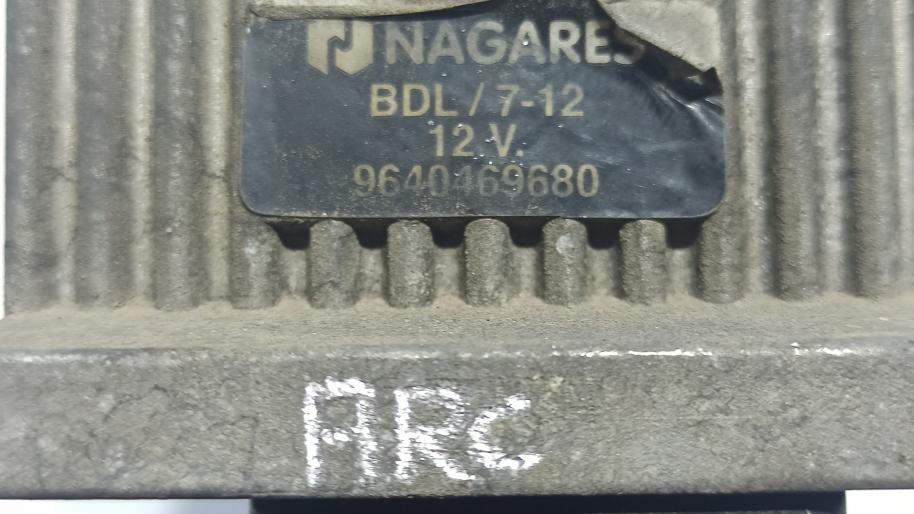 NAGARES
BDL / 7-12
12 V.
9640469680
ARC